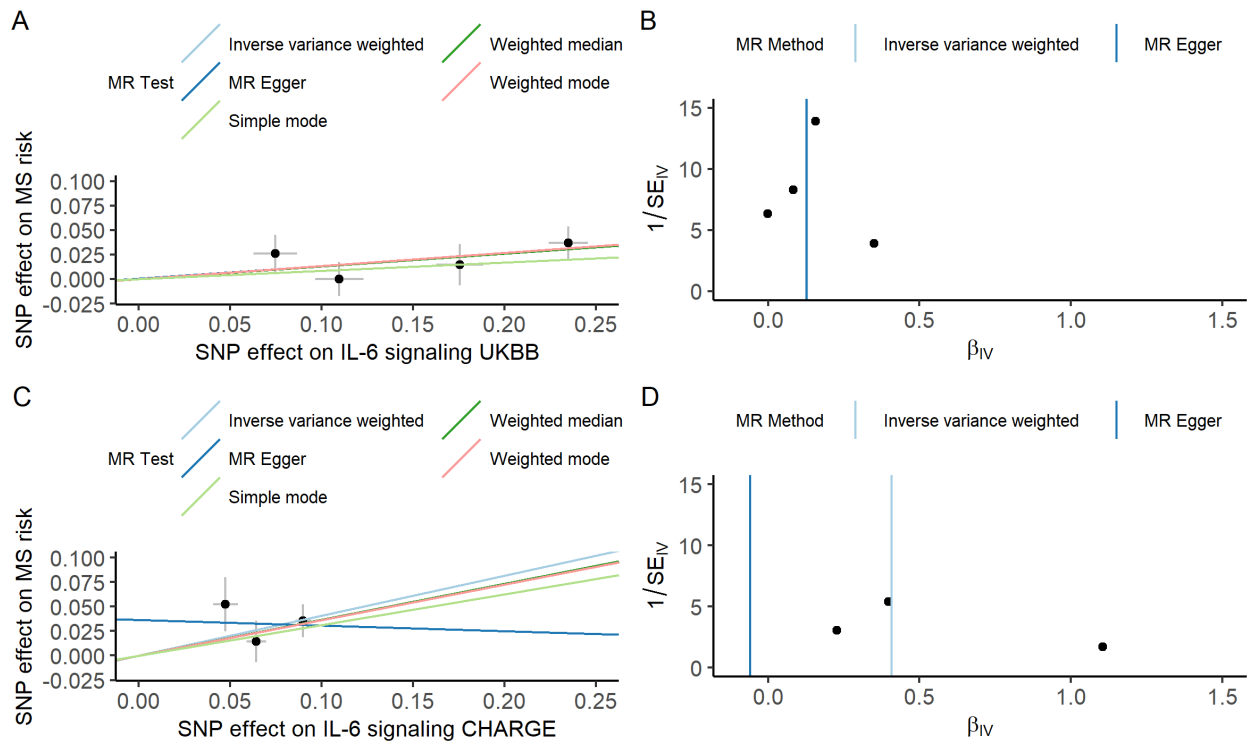 A
Inverse variance weighted
Weighted median
MR Test
MR Egger
Weighted mode
Simple mode
SNP effect on MS risk
0.100
0.075
0.050
0.025
0.000
-0.025
0.00 0.05 0.10 0.15 0.20 0.25
SNP effect on IL-6 signaling UKBB
B
MR Method Inverse variance weighted MR Egger
1/SE_IV
15
10
5
0
0.0 0.5 1.0 1.5
β_IV
C
Inverse variance weighted
Weighted median
MR Test
MR Egger
Weighted mode
Simple mode
SNP effect on MS risk
0.100
0.075
0.050
0.025
0.000
-0.025
0.00 0.05 0.10 0.15 0.20 0.25
SNP effect on IL-6 signaling CHARGE
D
MR Method Inverse variance weighted MR Egger
1/SE_IV
15
10
5
0
0.0 0.5 1.0 1.5
β_IV